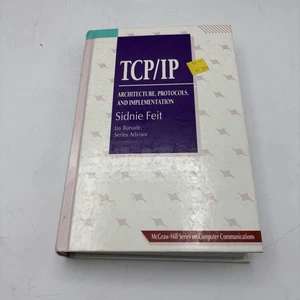 TCP/IP
ARCHITECTURE, PROTOCOLS,
AND IMPLEMENTATION
Sidnie Feit
Jay Ranade,
Series Advisor
McGraw-Hill Series on Computer Communications